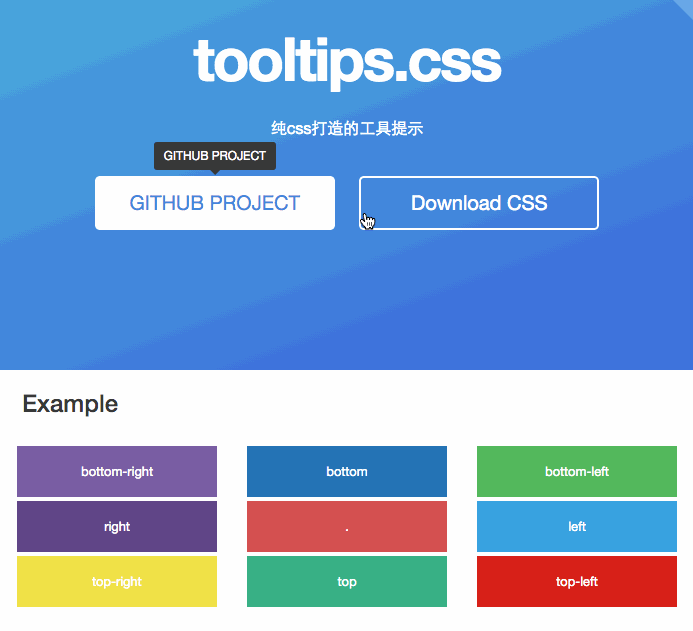 tooltips.css
纯css打造的工具提示
GITHUB PROJECT
GITHUB PROJECT
Download CSS
Example
bottom-right
bottom
bottom-left
right
.
left
top-right
top
top-left